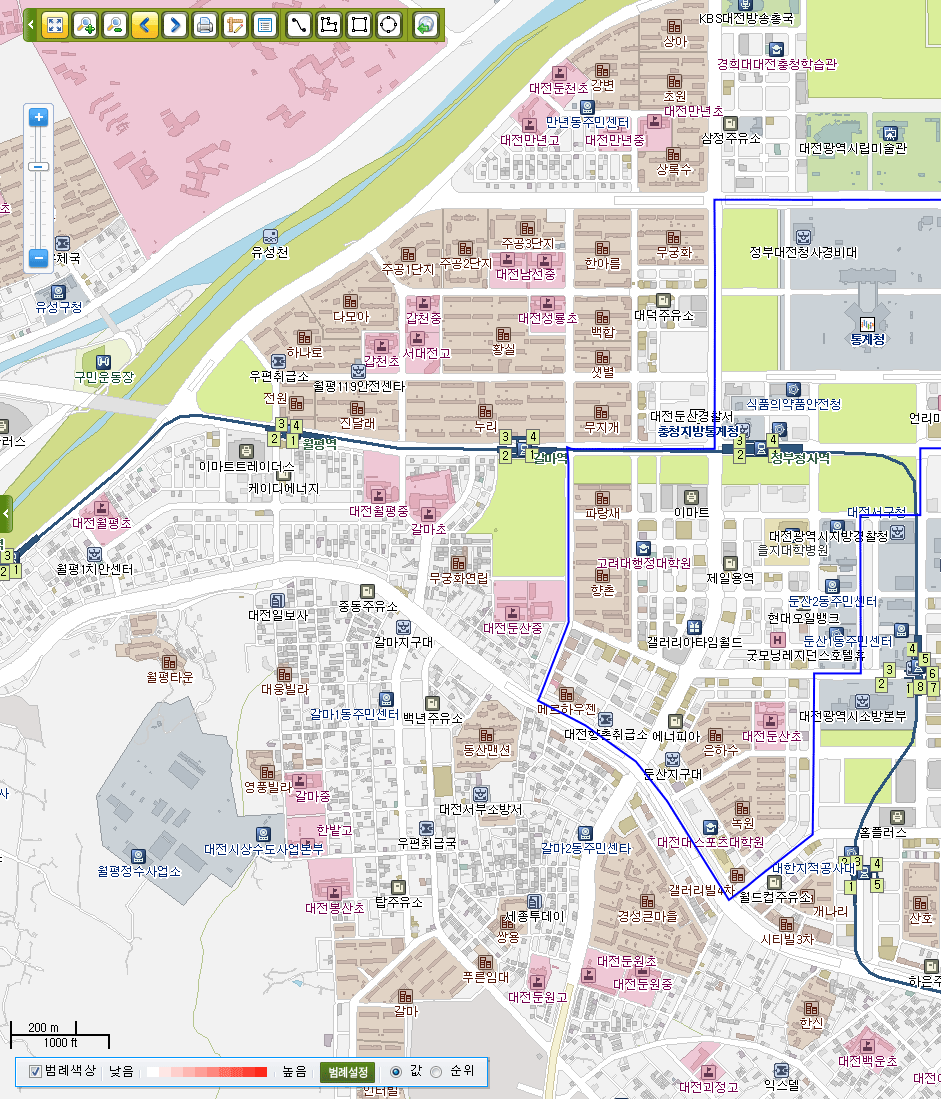 KBS대전방송총국
상아
경희대대전충청학습관
대전둔천초
강변
초원
대전만년초
만년동주민센터
대전만년고
대전만년중
삼정주유소
대전광역시립미술관
상록수
초
우체국
유성천
유성구청
주공3단지
주공2단지
주공1단지
대전남선중
한아름
무궁화
정부대전청사경비대
다모아
갑천중
대전성룡초
대덕주유소
백합
통계청
하나로
갑천초
서대전고
황실
샛별
구민운동장
우편취급소
월평119안전센터
전원
진달래
누리
무지개
식품의약품안전청
대전둔산경찰서
충청지방통계청
언리미
러스
3 4
2 1
월평역
3 4
2 1
갈마역
3 4
2
정부청사역
이마트트레이더스
케이디에너지
대전월평중
갈마초
대전월평초
파랑새
이마트
대전서구청
대전광역시지방경찰청
을지대학병원
역
3
2 1
월평1치안센터
무궁화연립
고려대행정대학원
향촌
제일용역
대전일보사
중동주유소
대전둔산중
둔산2동주민센터
현대오일뱅크
갈마지구대
갤러리아타임월드
둔산1동주민센터
굿모닝레지던스호텔휴
월평타운
대웅빌라
4 5
3 6
2 1 8 7
갈마1동주민센터
백년주유소
메르하우젠
대전향촌취급소
에너피아
대전둔산초
대전광역시소방본부
동산맨션
은하수
둔산지구대
영풍빌라
갈마중
대전서부소방서
사
한밭고
대전시상수도사업본부
우편취급국
갈마2동주민센타
녹원
대전대스포츠대학원
홈플러스
월평정수사업소
대한지적공사대
2 3 4
1 5
탑주유소
대전봉산초
갤러리빌4차
월드컵주유소
개나리
산호
세종투데이
쌍용
경성큰마을
시티빌3차
푸른임대
대전둔원초
대전둔원중
대전둔원고
하은주
갈마
한신
200 m
1000 ft
대전백운초
범례색상 낮음 높음 범례설정 값 순위
대전괴정고
익스텔
인터빌